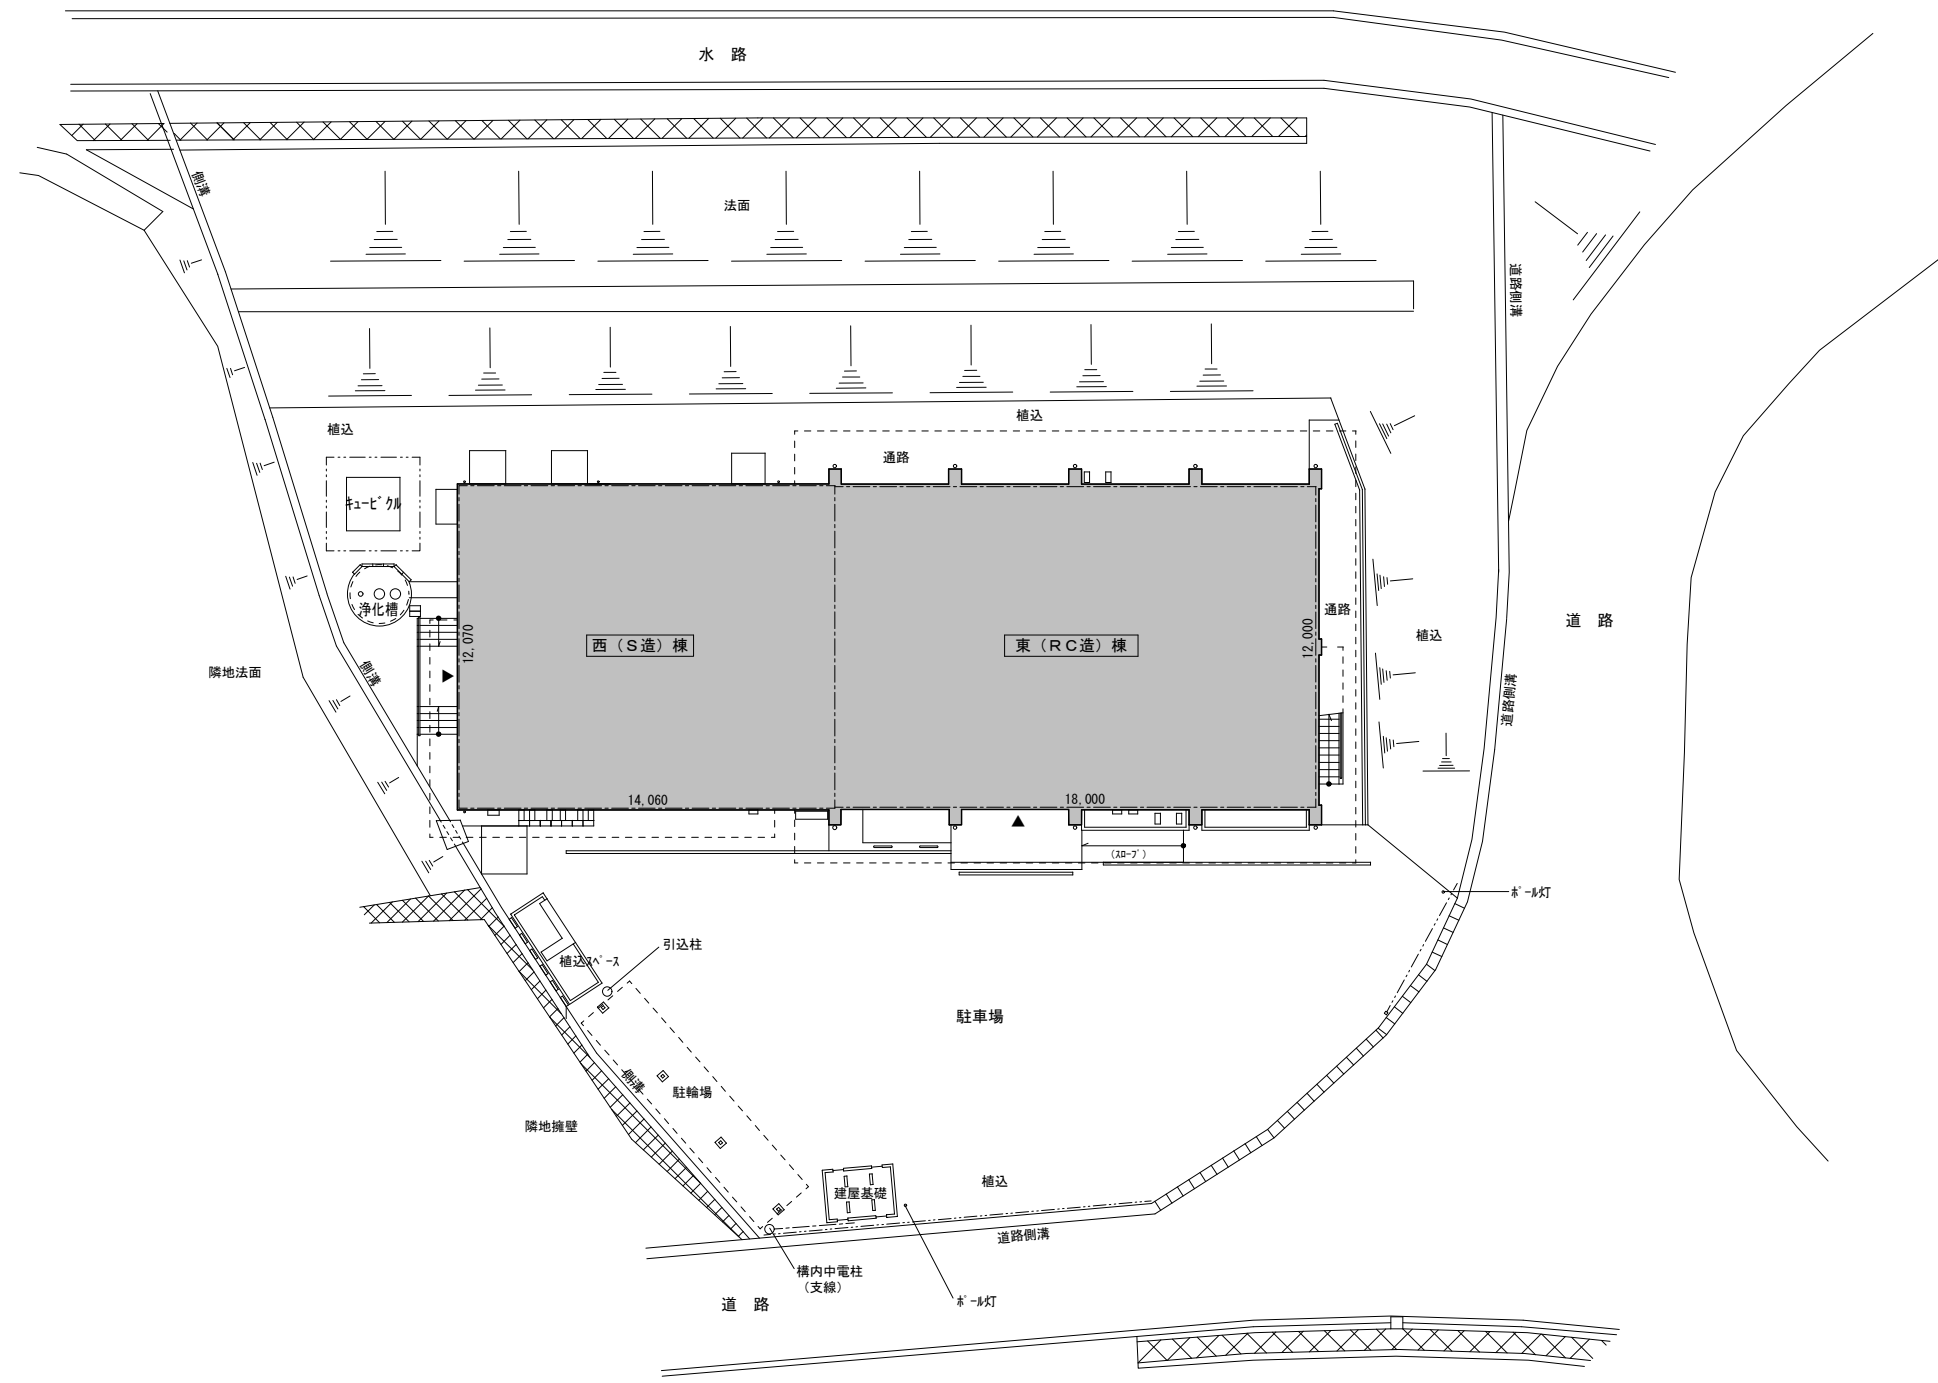 水 路
側溝
法面
道路側溝
植込
植込
通路
キュービクル
浄化槽
通路
道 路
植込
西(S造)棟
東(RC造)棟
12,070
12,000
隣地法面
側溝
道路側溝
14,060
18,000
(スロープ)
ポール灯
引込柱
植込スペース
駐車場
側溝
駐輪場
隣地擁壁
植込
建屋基礎
道路側溝
構内中電柱
(支線)
道 路
ポール灯